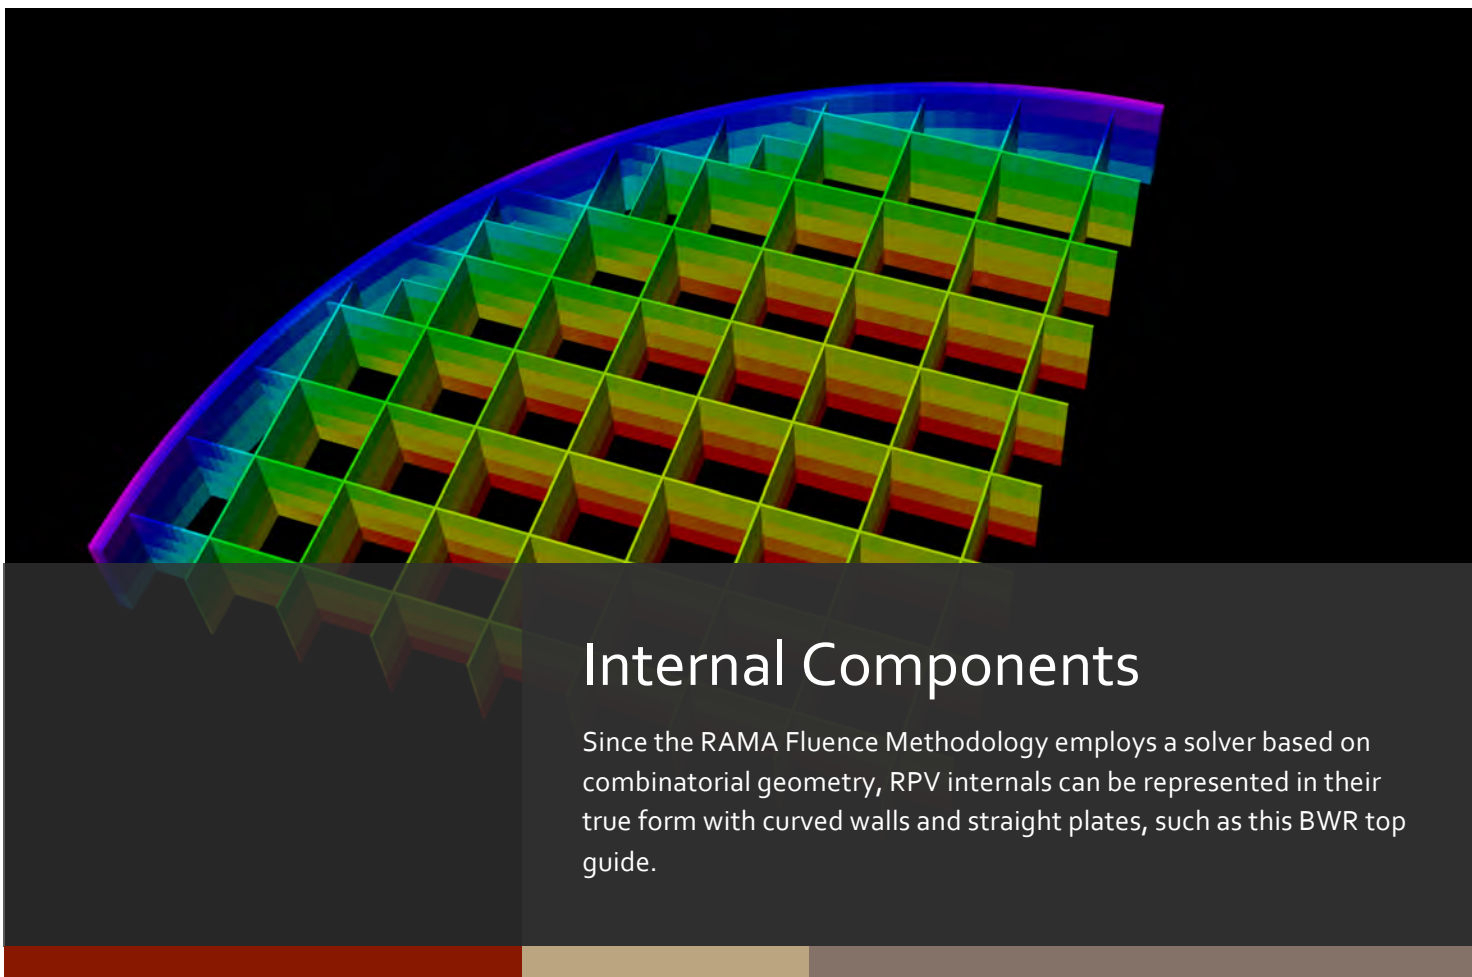 Internal Components
Since the RAMA Fluence Methodology employs a solver based on
combinatorial geometry, RPV internals can be represented in their
true form with curved walls and straight plates, such as this BWR top
guide.